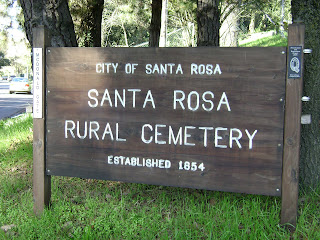 CITY OF SANTA ROSA
SANTA ROSA
RURAL CEMETERY
ESTABLISHED 1854